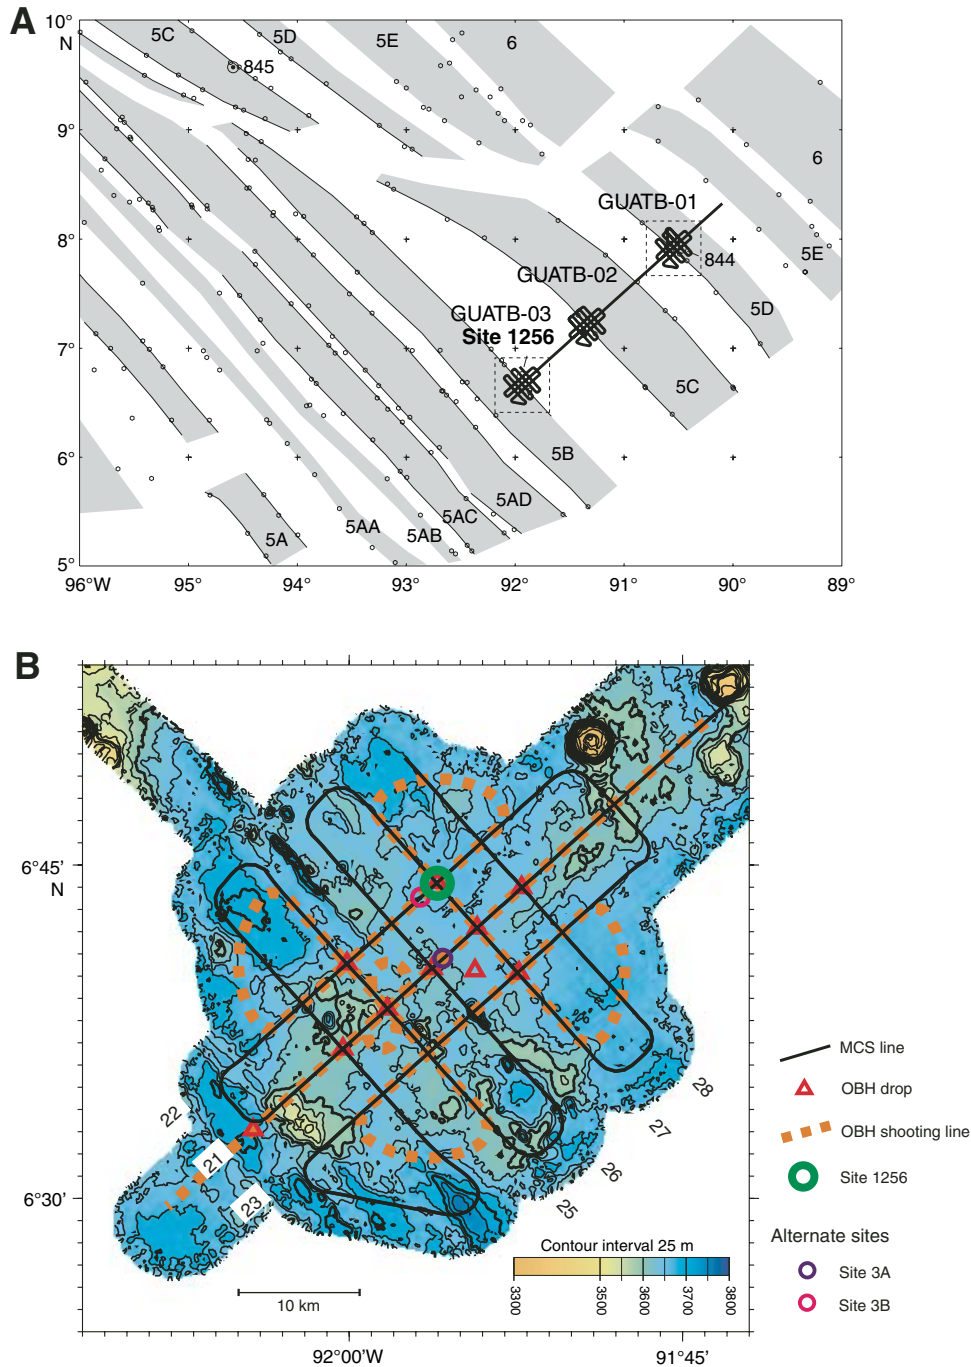 A
10°
N
9°
8°
7°
6°
5°
5C
5D
5E
6
845
6
GUATB-01
844
5E
GUATB-02
5D
GUATB-03
Site 1256
5C
5B
5AD
5AC
5AB
5AA
5A
96°W
95°
94°
93°
92°
91°
90°
89°
B
6°45'
N
6°30'
22
21
23
25
26
27
28
MCS line
OBH drop
OBH shooting line
Site 1256
Alternate sites
Site 3A
Site 3B
Contour interval 25 m
3300
3500
3600
3700
3800
10 km
92°00'W
91°45'